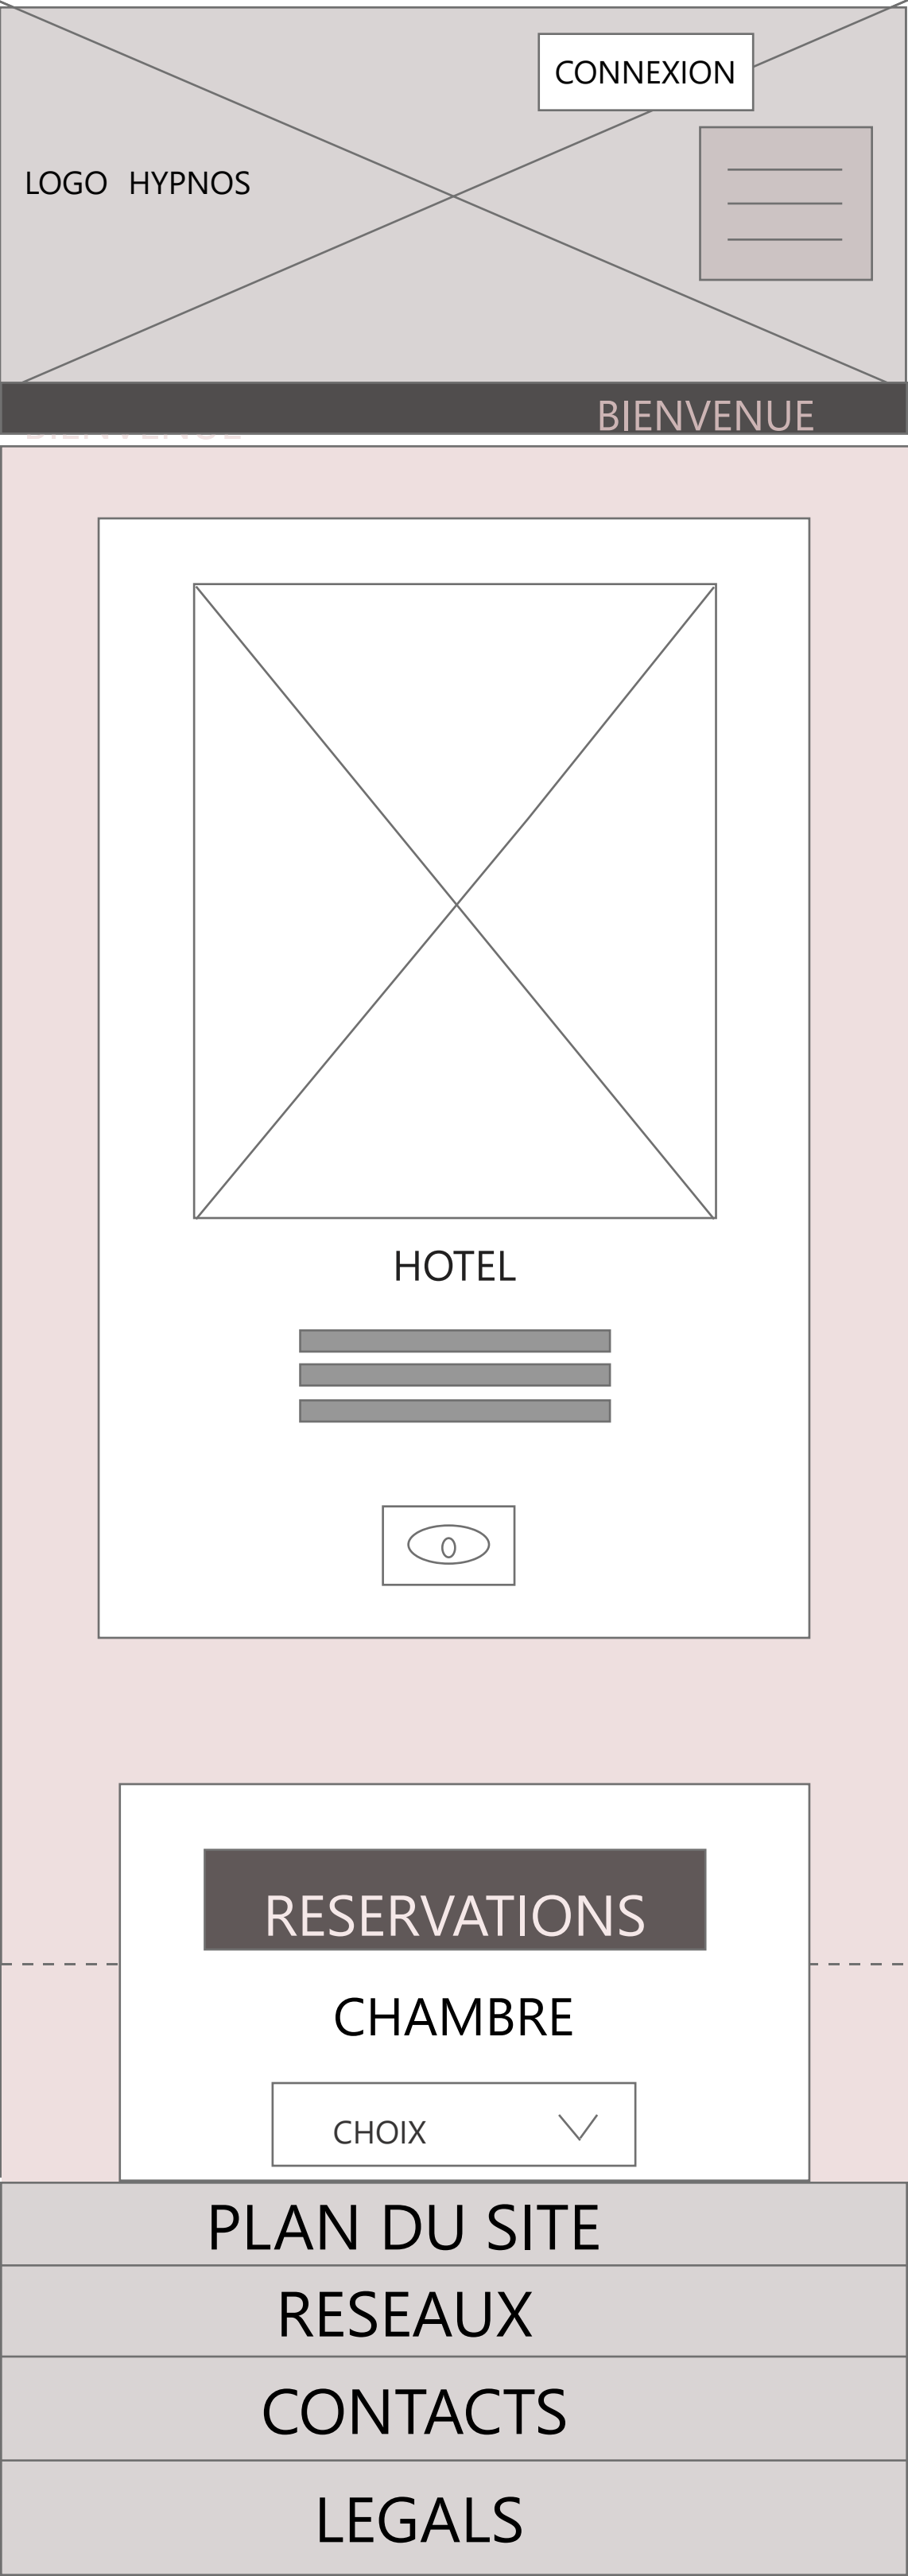 CONNEXION
LOGO HYPNOS
BIENVENUE
HOTEL
RESERVATIONS
CHAMBRE
CHOIX
PLAN DU SITE
RESEAUX
CONTACTS
LEGALS